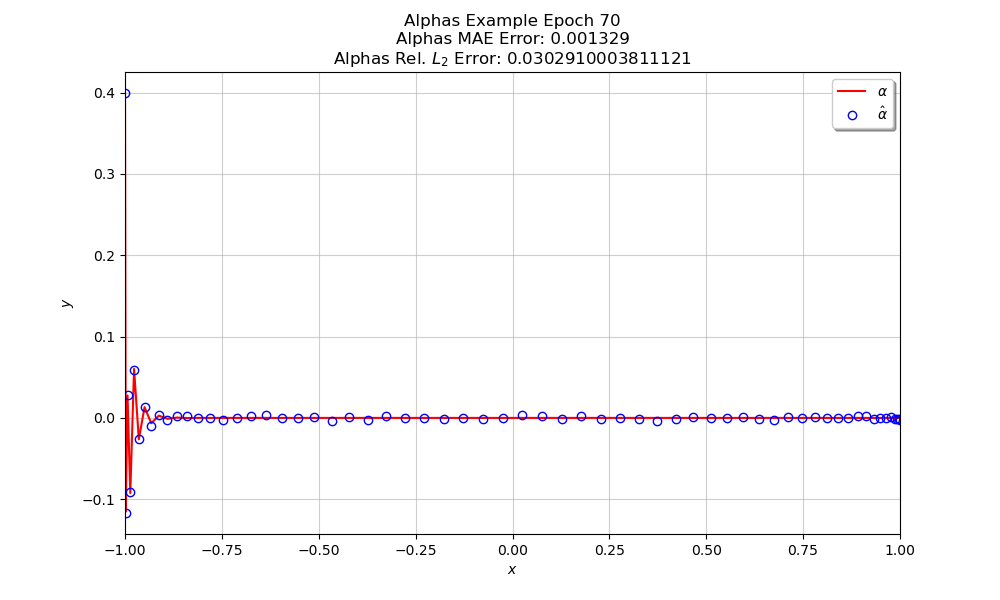 Alphas Example Epoch 70
Alphas MAE Error: 0.001329
Alphas Rel. $L_2$ Error: 0.0302910003811121
α
α̂
0.4
0.3
0.2
0.1
0.0
−0.1
y
−1.00 −0.75 −0.50 −0.25 0.00 0.25 0.50 0.75 1.00
x